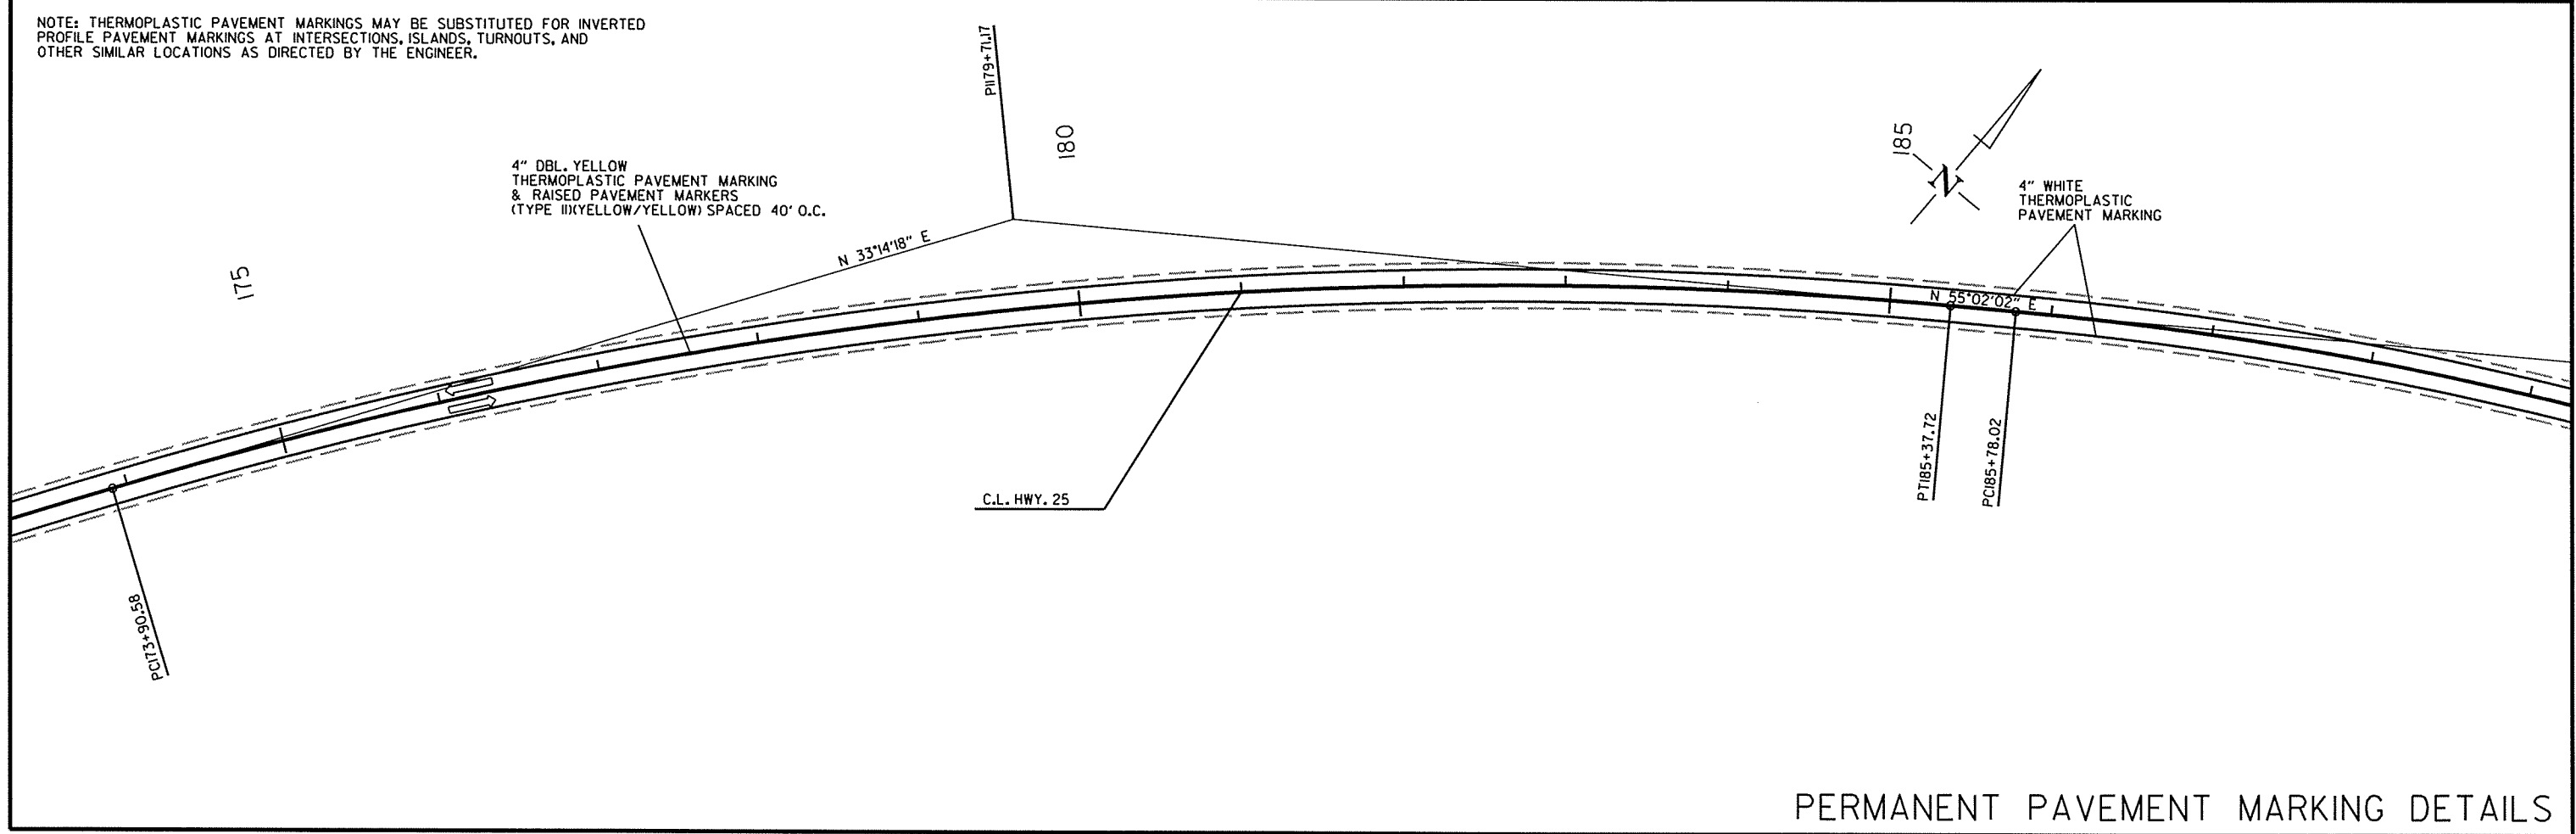 NOTE: THERMOPLASTIC PAVEMENT MARKINGS MAY BE SUBSTITUTED FOR INVERTED
PROFILE PAVEMENT MARKINGS AT INTERSECTIONS, ISLANDS, TURNOUTS, AND
OTHER SIMILAR LOCATIONS AS DIRECTED BY THE ENGINEER.
PI179+71.17
180
185
N
4" DBL. YELLOW
THERMOPLASTIC PAVEMENT MARKING
& RAISED PAVEMENT MARKERS
(TYPE II)(YELLOW/YELLOW) SPACED 40' O.C.
4" WHITE
THERMOPLASTIC
PAVEMENT MARKING
N 33°14'18" E
175
N 55°02'02" E
C.L. HWY. 25
PT185+37.72
PC185+78.02
PC173+90.58
PERMANENT PAVEMENT MARKING DETAILS